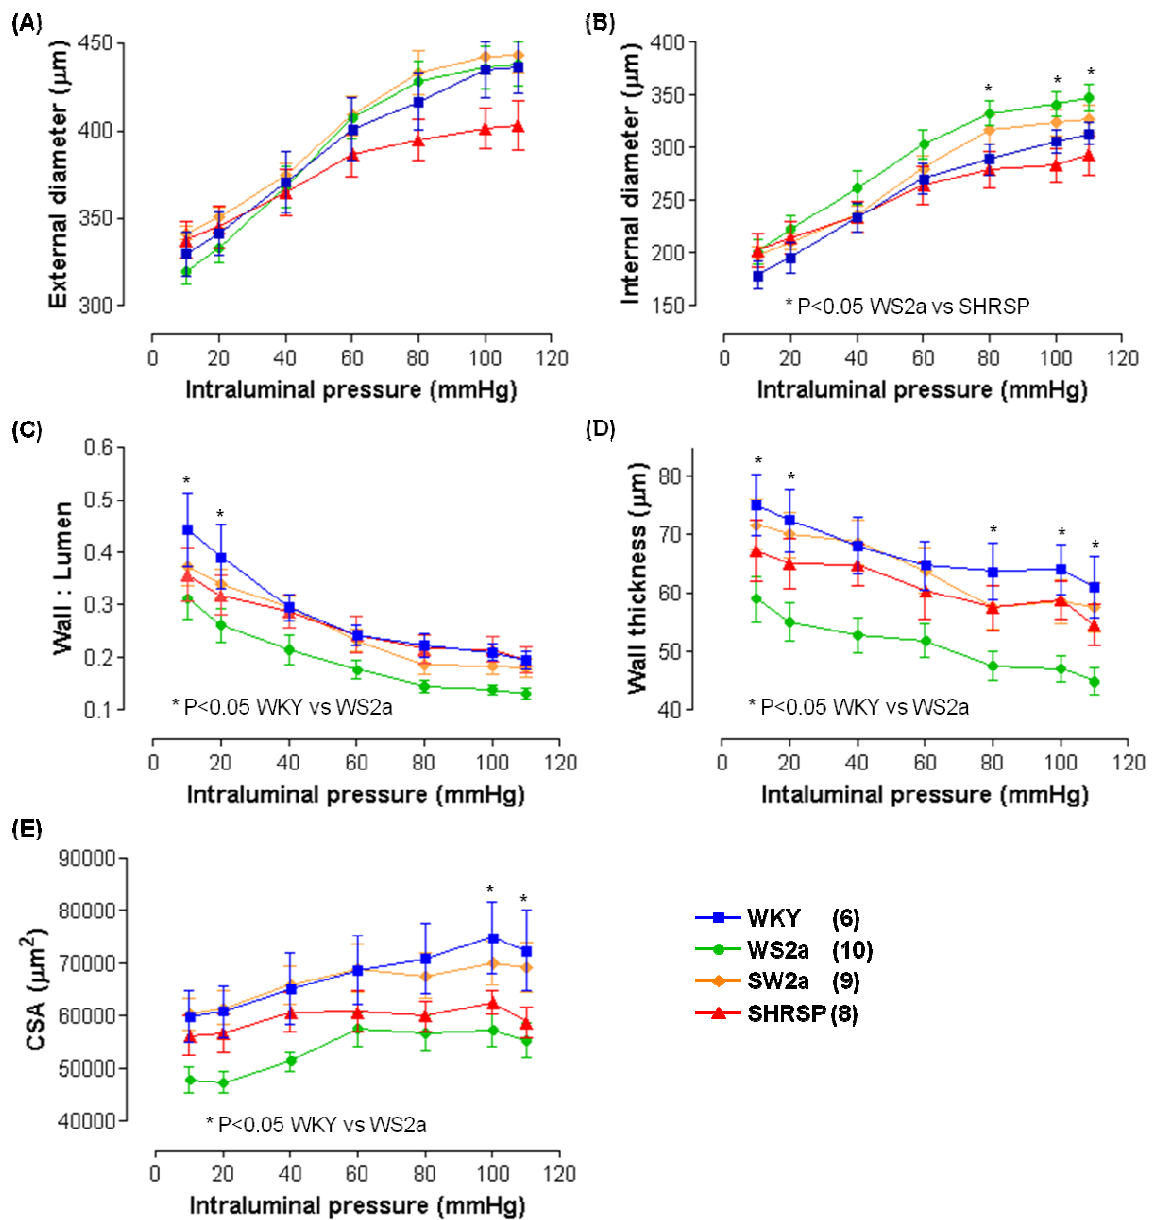 (A)
External diameter (µm)
450
400
350
300
0 20 40 60 80 100 120
Intraluminal pressure (mmHg)
(B)
Internal diameter (µm)
400
350
300
250
200
150
* * *
* P<0.05 WS2a vs SHRSP
0 20 40 60 80 100 120
Intraluminal pressure (mmHg)
(C)
Wall : Lumen
0.6
0.5
0.4
0.3
0.2
0.1
* *
* P<0.05 WKY vs WS2a
0 20 40 60 80 100 120
Intraluminal pressure (mmHg)
(D)
Wall thickness (µm)
80
70
60
50
40
* * * * *
* P<0.05 WKY vs WS2a
0 20 40 60 80 100 120
Intaluminal pressure (mmHg)
(E)
CSA (µm²)
90000
80000
70000
60000
50000
40000
* *
* P<0.05 WKY vs WS2a
0 20 40 60 80 100 120
Intraluminal pressure (mmHg)
WKY (6)
WS2a (10)
SW2a (9)
SHRSP (8)